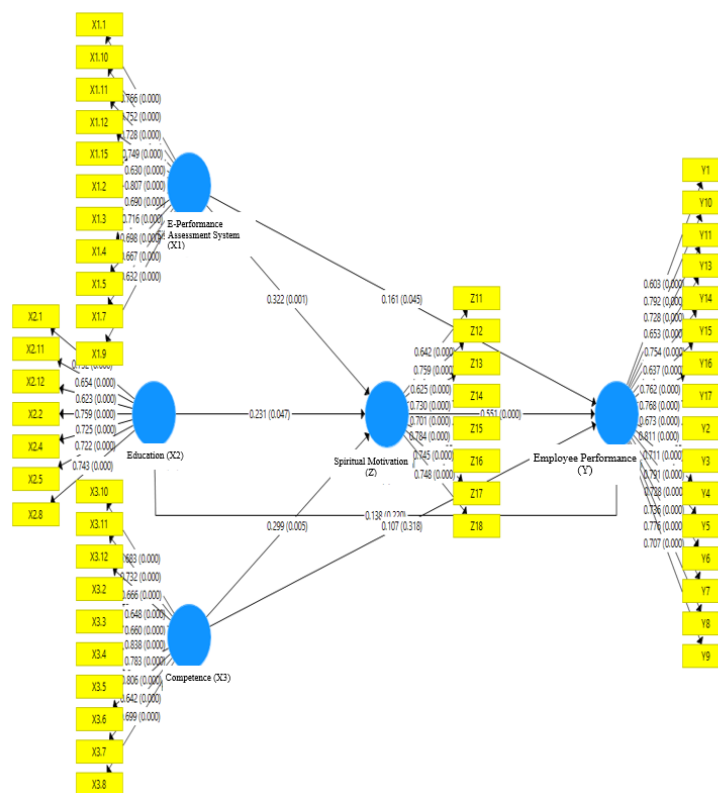 X1.1
X1.10
X1.11
X1.12
X1.15
X1.2
X1.3
X1.4
X1.5
X1.7
X1.9
0.752 (0.000)
0.728 (0.000)
0.749 (0.000)
0.630 (0.000)
0.807 (0.000)
0.690 (0.000)
0.716 (0.000)
0.698 (0.000)
0.667 (0.000)
0.632 (0.000)
E-Performance
Assessment System
(X1)
0.322 (0.001)
0.161 (0.045)
X2.1
X2.11
X2.12
X2.2
X2.4
X2.5
X2.8
0.654 (0.000)
0.623 (0.000)
0.759 (0.000)
0.725 (0.000)
0.722 (0.000)
0.743 (0.000)
Education (X2)
0.231 (0.047)
Z11
Z12
Z13
Z14
Z15
Z16
Z17
Z18
0.642 (0.000)
0.759 (0.000)
0.625 (0.000)
0.730 (0.000)
0.701 (0.000)
0.784 (0.000)
0.745 (0.000)
0.748 (0.000)
Spiritual Motivation
(Z)
0.551 (0.000)
0.138 (0.220)
0.299 (0.005)
0.107 (0.318)
X3.10
X3.11
X3.12
X3.2
X3.3
X3.4
X3.5
X3.6
X3.7
X3.8
0.732 (0.000)
0.666 (0.000)
0.648 (0.000)
0.660 (0.000)
0.838 (0.000)
0.783 (0.000)
0.806 (0.000)
0.642 (0.000)
0.699 (0.000)
Competence (X3)
Y1
Y10
Y11
Y13
Y14
Y15
Y16
Y17
Y2
Y3
Y4
Y5
Y6
Y7
Y8
Y9
0.603 (0.000)
0.792 (0.000)
0.728 (0.000)
0.653 (0.000)
0.754 (0.000)
0.637 (0.000)
0.762 (0.000)
0.768 (0.000)
0.673 (0.000)
0.811 (0.000)
0.711 (0.000)
0.791 (0.000)
0.728 (0.000)
0.736 (0.000)
0.776 (0.000)
0.707 (0.000)
Employee Performance
(Y)